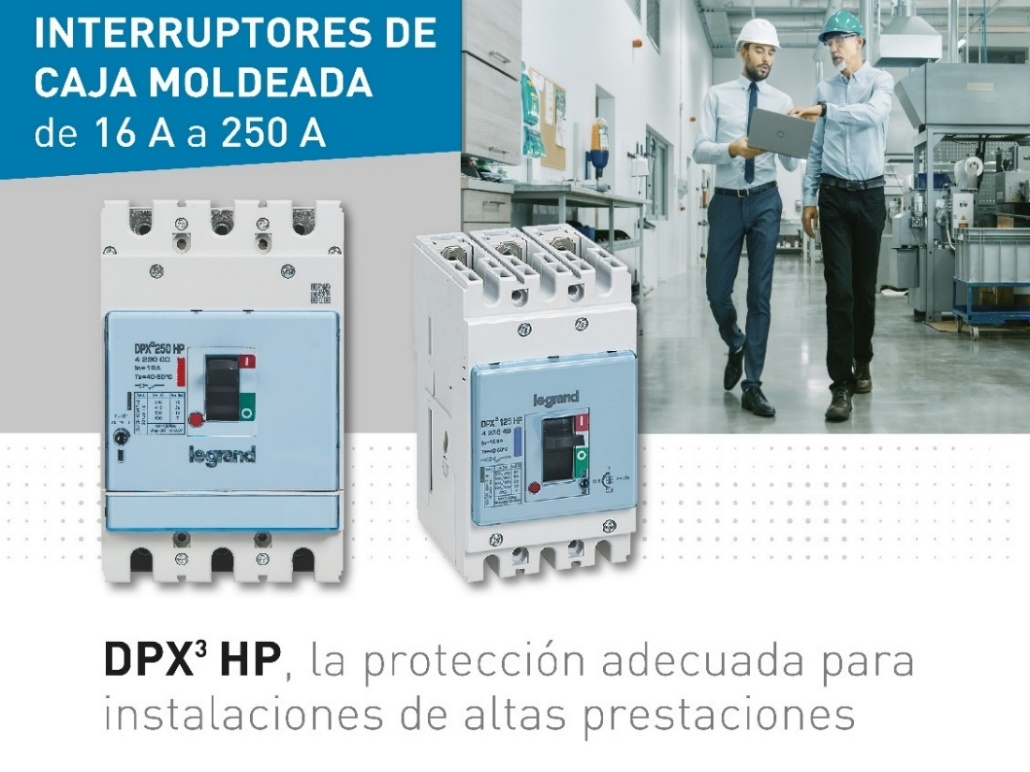 INTERRUPTORES DE
CAJA MOLDEADA
de 16 A a 250 A
DPX³ 250 HP
legrand
legrand
DPX³ 125 HP
DPX³ HP, la protección adecuada para
instalaciones de altas prestaciones